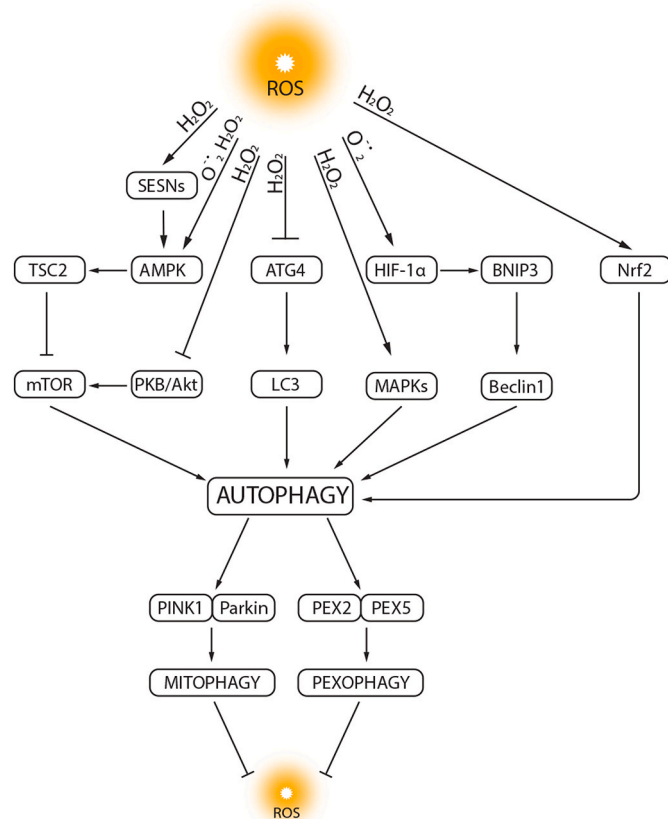 ROS
H₂O₂
H₂O₂
O₂·̄ H₂O₂
H₂O₂
H₂O₂
H₂O₂
O₂·̄
SESNs
TSC2
AMPK
ATG4
HIF-1α
BNIP3
Nrf2
mTOR
PKB/Akt
LC3
MAPKs
Beclin1
AUTOPHAGY
PINK1 Parkin
PEX2 PEX5
MITOPHAGY
PEXOPHAGY
ROS